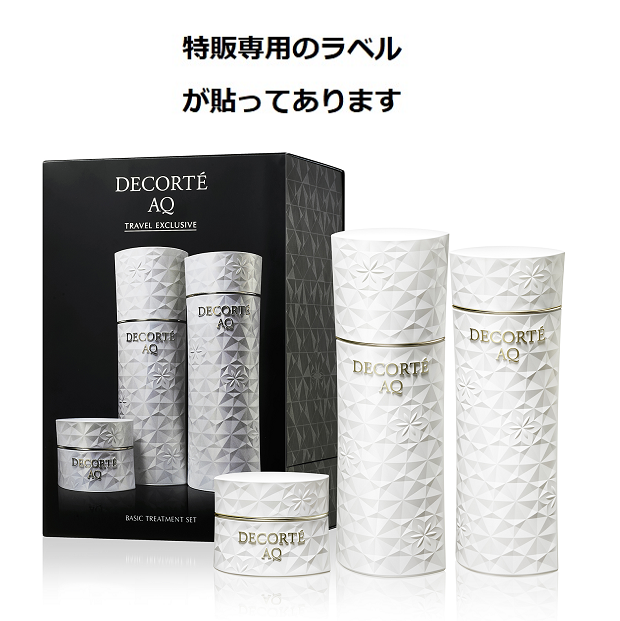 特販専用のラベル
が貼ってあります
DECORTÉ
AQ
TRAVEL EXCLUSIVE
DECORTÉ
AQ
DECORTÉ
AQ
DECORTÉ
AQ
BASIC TREATMENT SET
DECORTÉ
AQ
DECORTÉ
AQ
DECORTÉ
AQ